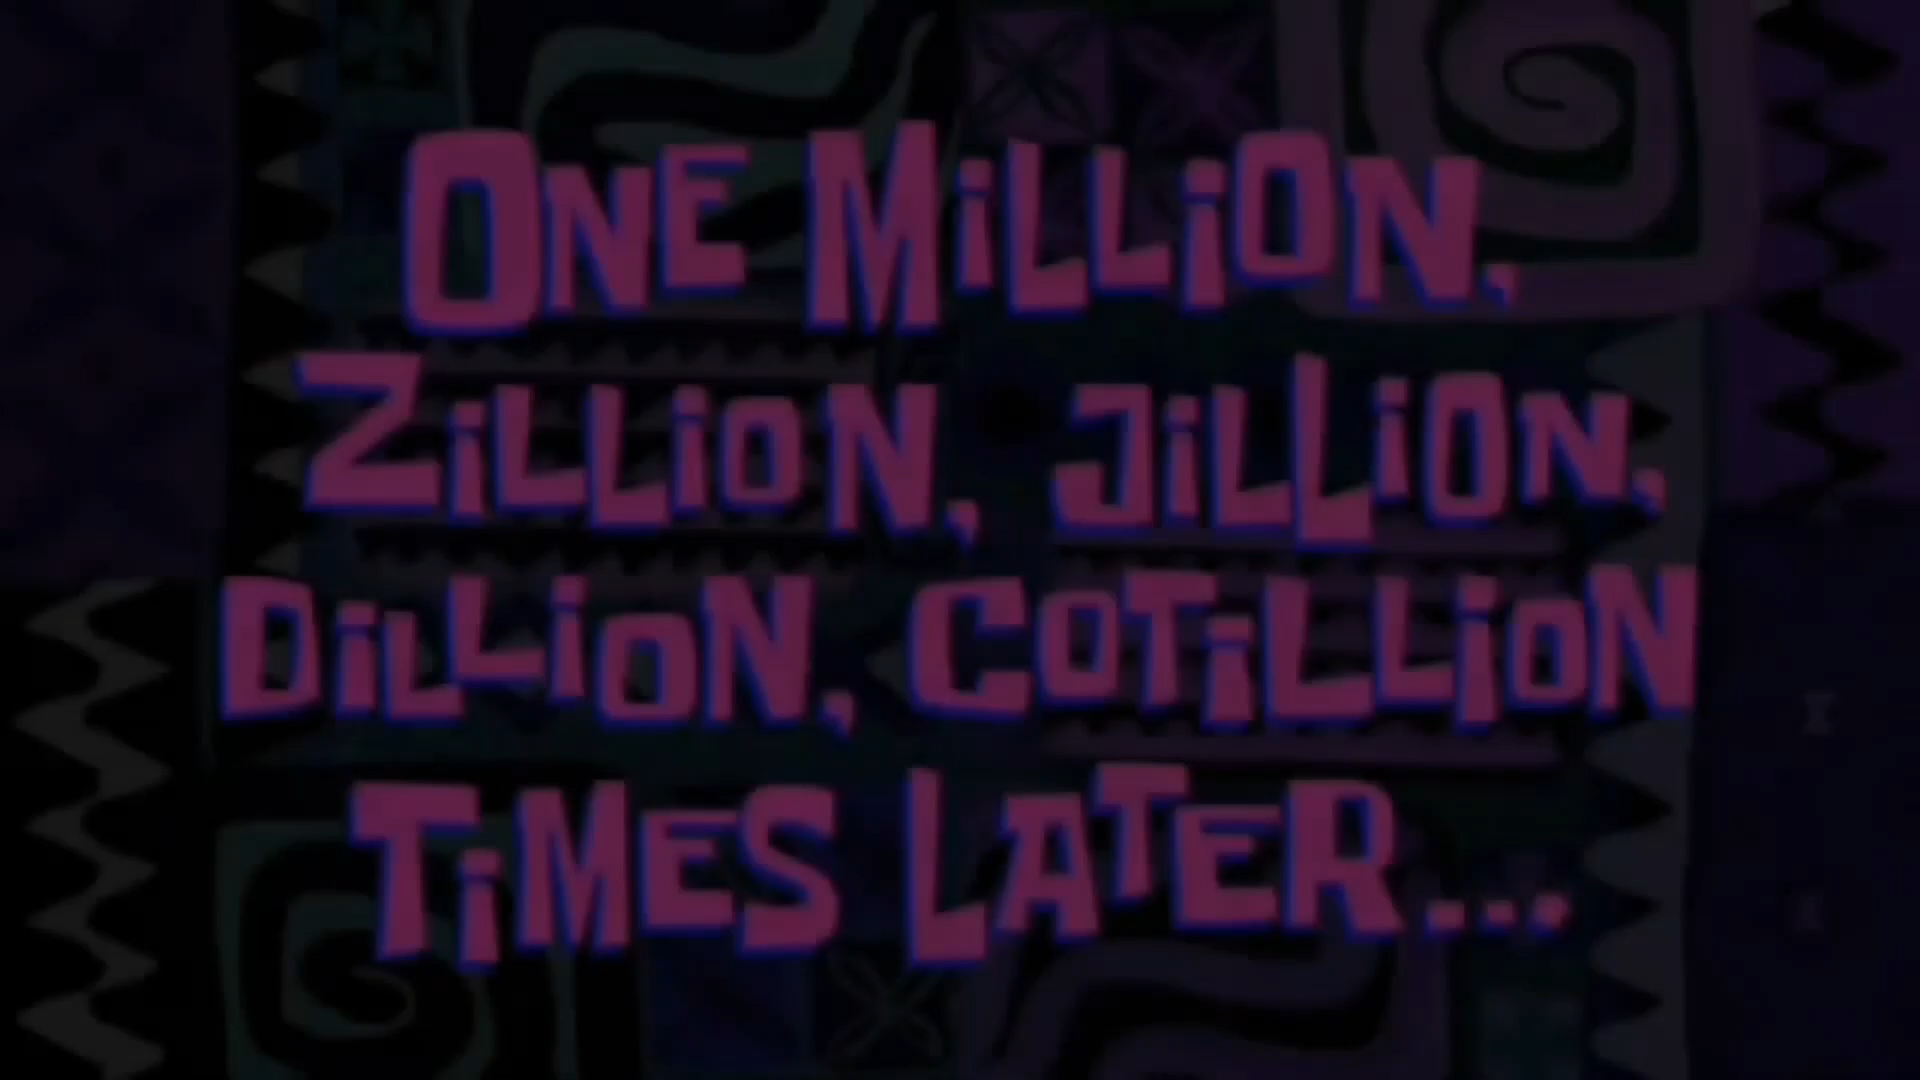 One Million,
Zillion, Jillion,
Dillion, Cotillion
Times Later...